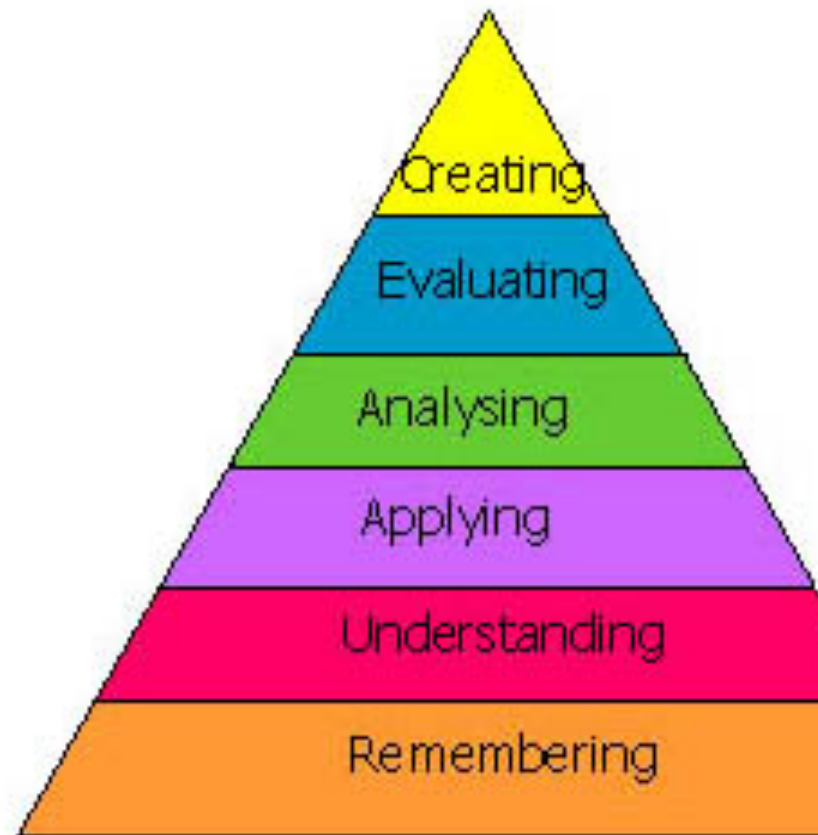 Creating
Evaluating
Analysing
Applying
Understanding
Remembering